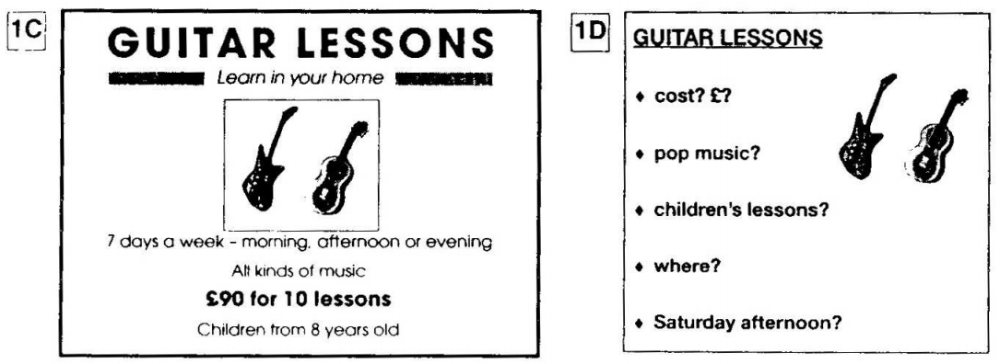 1C
GUITAR LESSONS
Learn in your home
7 days a week - morning, afternoon or evening
All kinds of music
£90 for 10 lessons
Children from 8 years old
1D
GUITAR LESSONS
♦ cost? £?
♦ pop music?
♦ children's lessons?
♦ where?
♦ Saturday afternoon?